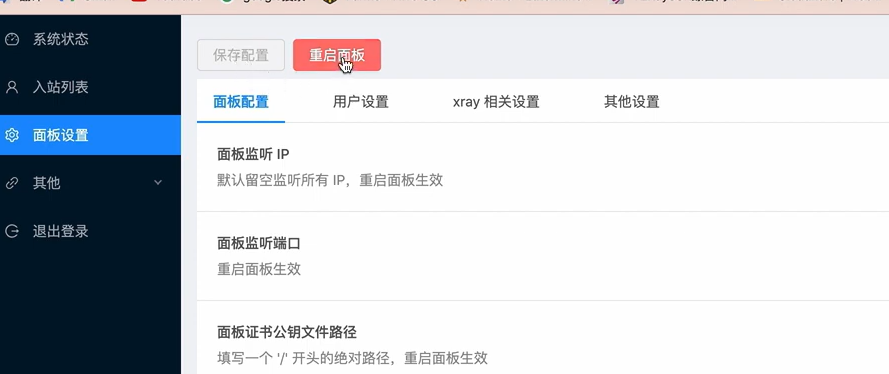 系统状态
入站列表
面板设置
其他
退出登录
保存配置
重启面板
面板配置
用户设置
xray 相关设置
其他设置
面板监听 IP
默认留空监听所有 IP，重启面板生效
面板监听端口
重启面板生效
面板证书公钥文件路径
填写一个 '/' 开头的绝对路径，重启面板生效